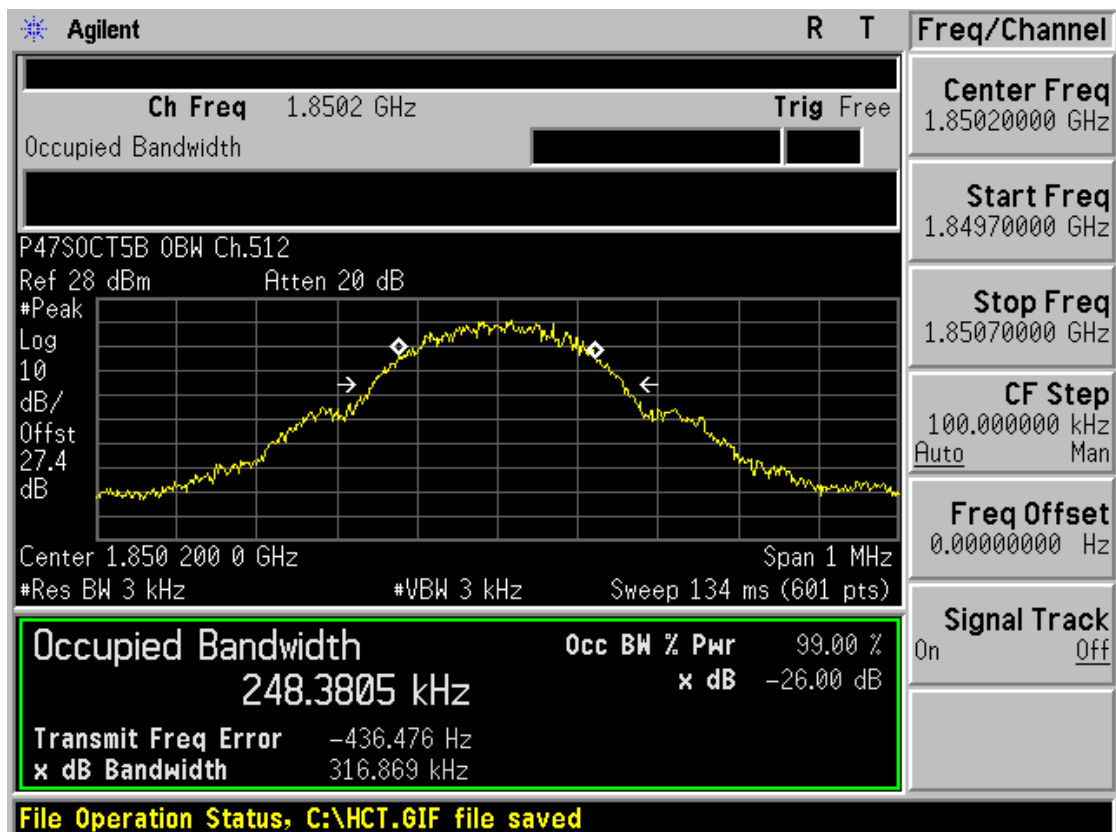 Agilent R T
Ch Freq 1.8502 GHz Trig Free
Occupied Bandwidth
P47SOCT5B OBW Ch.512
Ref 28 dBm Atten 20 dB
#Peak
Log
10
dB/
Offst
27.4
dB
Center 1.850 200 0 GHz Span 1 MHz
#Res BW 3 kHz #VBW 3 kHz Sweep 134 ms (601 pts)
Occupied Bandwidth Occ BW % Pwr 99.00 %
248.3805 kHz x dB -26.00 dB
Transmit Freq Error -436.476 Hz
x dB Bandwidth 316.869 kHz
File Operation Status, C:\HCT.GIF file saved
Freq/Channel
Center Freq
1.85020000 GHz
Start Freq
1.84970000 GHz
Stop Freq
1.85070000 GHz
CF Step
100.000000 kHz
Auto Man
Freq Offset
0.00000000 Hz
Signal Track
On Off